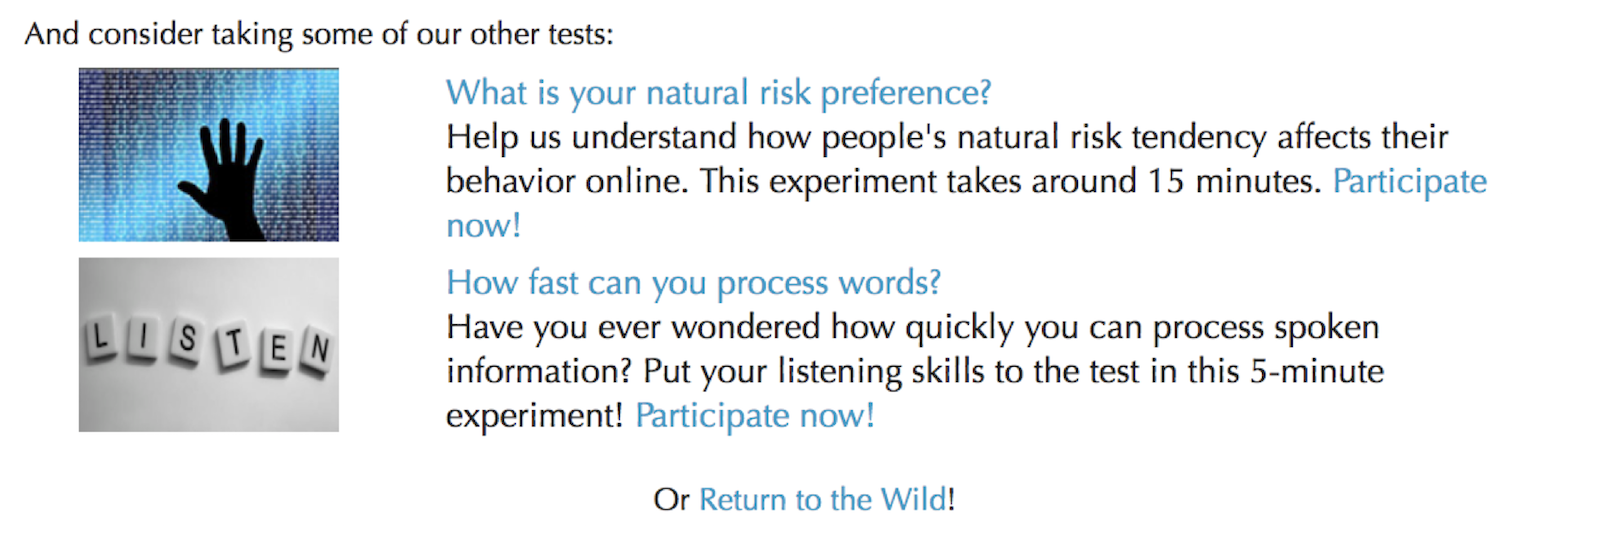 And consider taking some of our other tests:
What is your natural risk preference?
Help us understand how people's natural risk tendency affects their
behavior online. This experiment takes around 15 minutes. Participate
now!
LISTEN
How fast can you process words?
Have you ever wondered how quickly you can process spoken
information? Put your listening skills to the test in this 5-minute
experiment! Participate now!
Or Return to the Wild!